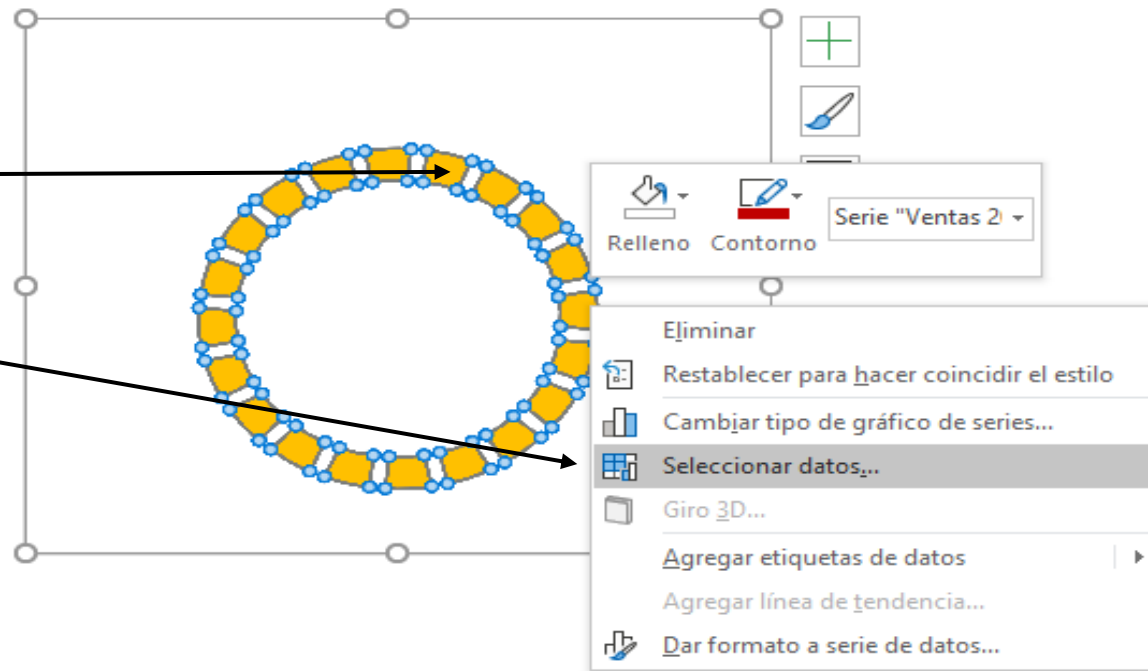 Relleno Contorno Serie "Ventas 2
Eliminar
Restablecer para hacer coincidir el estilo
Cambiar tipo de gráfico de series...
Seleccionar datos...
Giro 3D...
Agregar etiquetas de datos
Agregar línea de tendencia...
Dar formato a serie de datos...